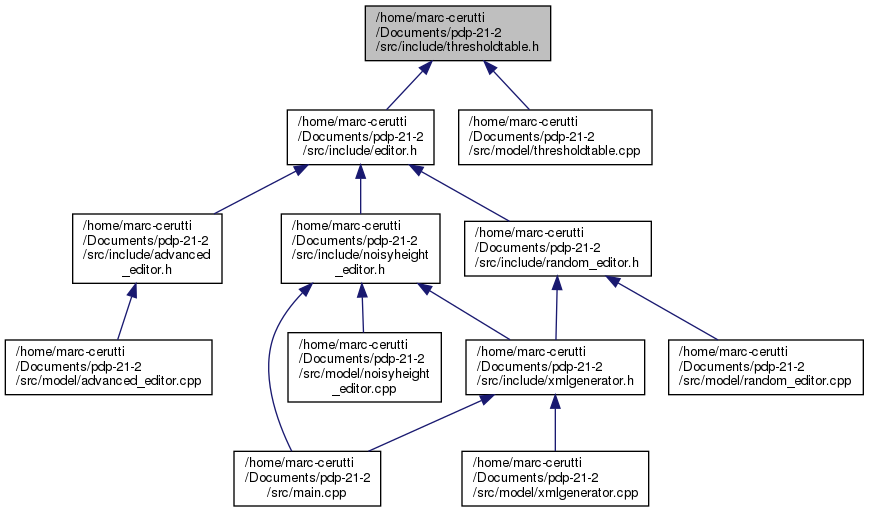 /home/marc-cerutti
/Documents/pdp-21-2
/src/include/thresholdtable.h
/home/marc-cerutti
/Documents/pdp-21-2
/src/include/editor.h
/home/marc-cerutti
/Documents/pdp-21-2
/src/model/thresholdtable.cpp
/home/marc-cerutti
/Documents/pdp-21-2
/src/include/advanced
_editor.h
/home/marc-cerutti
/Documents/pdp-21-2
/src/include/noisyheight
_editor.h
/home/marc-cerutti
/Documents/pdp-21-2
/src/include/random_editor.h
/home/marc-cerutti
/Documents/pdp-21-2
/src/model/advanced_editor.cpp
/home/marc-cerutti
/Documents/pdp-21-2
/src/model/noisyheight
_editor.cpp
/home/marc-cerutti
/Documents/pdp-21-2
/src/include/xmlgenerator.h
/home/marc-cerutti
/Documents/pdp-21-2
/src/model/random_editor.cpp
/home/marc-cerutti
/Documents/pdp-21-2
/src/main.cpp
/home/marc-cerutti
/Documents/pdp-21-2
/src/model/xmlgenerator.cpp